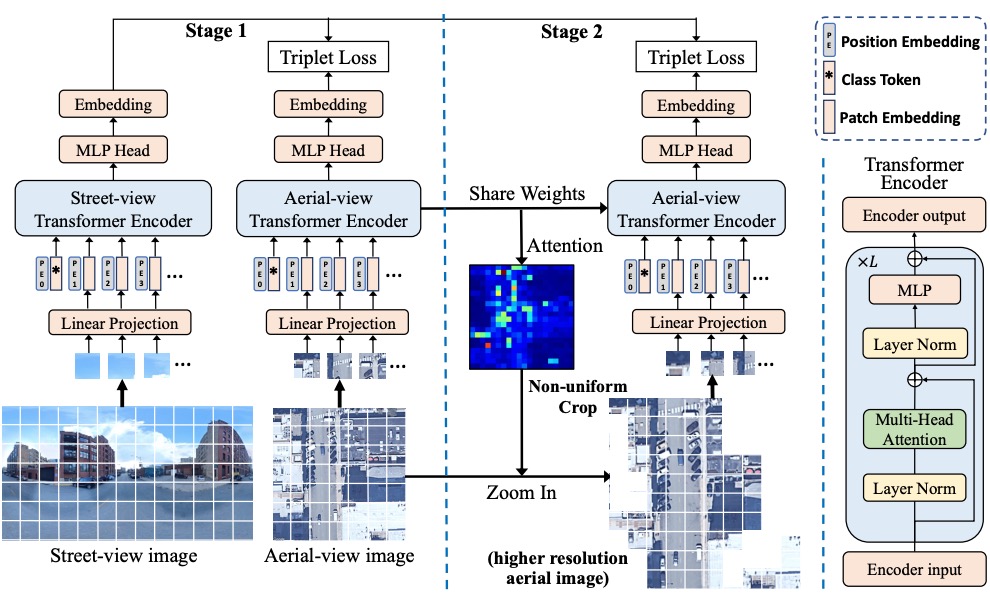 Stage 1
Stage 2
Triplet Loss
Triplet Loss
Embedding
Embedding
Embedding
MLP Head
MLP Head
MLP Head
Street-view
Transformer Encoder
Aerial-view
Transformer Encoder
Share Weights
Aerial-view
Transformer Encoder
Attention
PE0
*
PE1
PE2
PE3
...
PE0
*
PE1
PE2
PE3
...
PE0
*
PE1
PE2
PE3
...
Linear Projection
Linear Projection
Linear Projection
...
...
...
Non-uniform
Crop
Zoom In
Street-view image
Aerial-view image
(higher resolution
aerial image)
PE
Position Embedding
*
Class Token
Patch Embedding
Transformer
Encoder
Encoder output
×L
MLP
Layer Norm
Multi-Head
Attention
Layer Norm
Encoder input